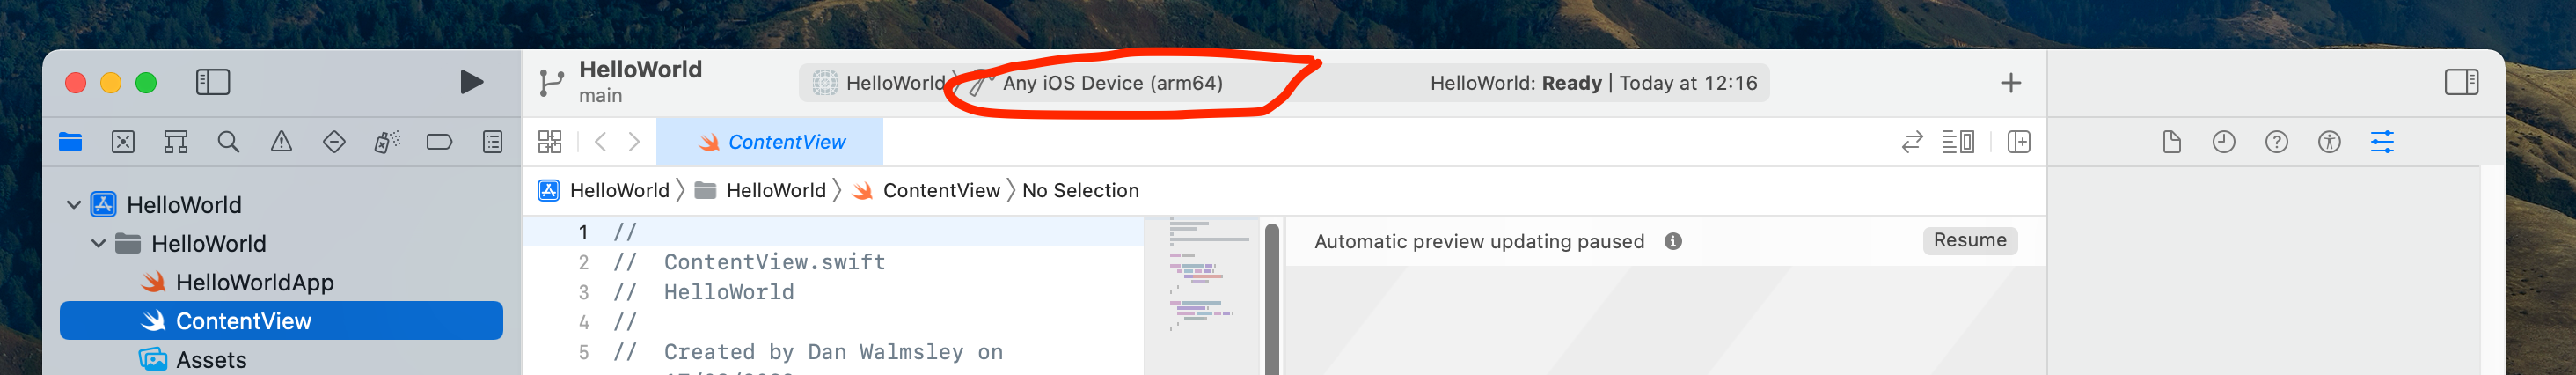 HelloWorld
main
HelloWorld
Any iOS Device (arm64)
HelloWorld: Ready | Today at 12:16
ContentView
HelloWorld
HelloWorld
ContentView
No Selection
HelloWorld
HelloWorld
HelloWorldApp
ContentView
Assets
1 //
2 // ContentView.swift
3 // HelloWorld
4 //
5 // Created by Dan Walmsley on
Automatic preview updating paused
Resume